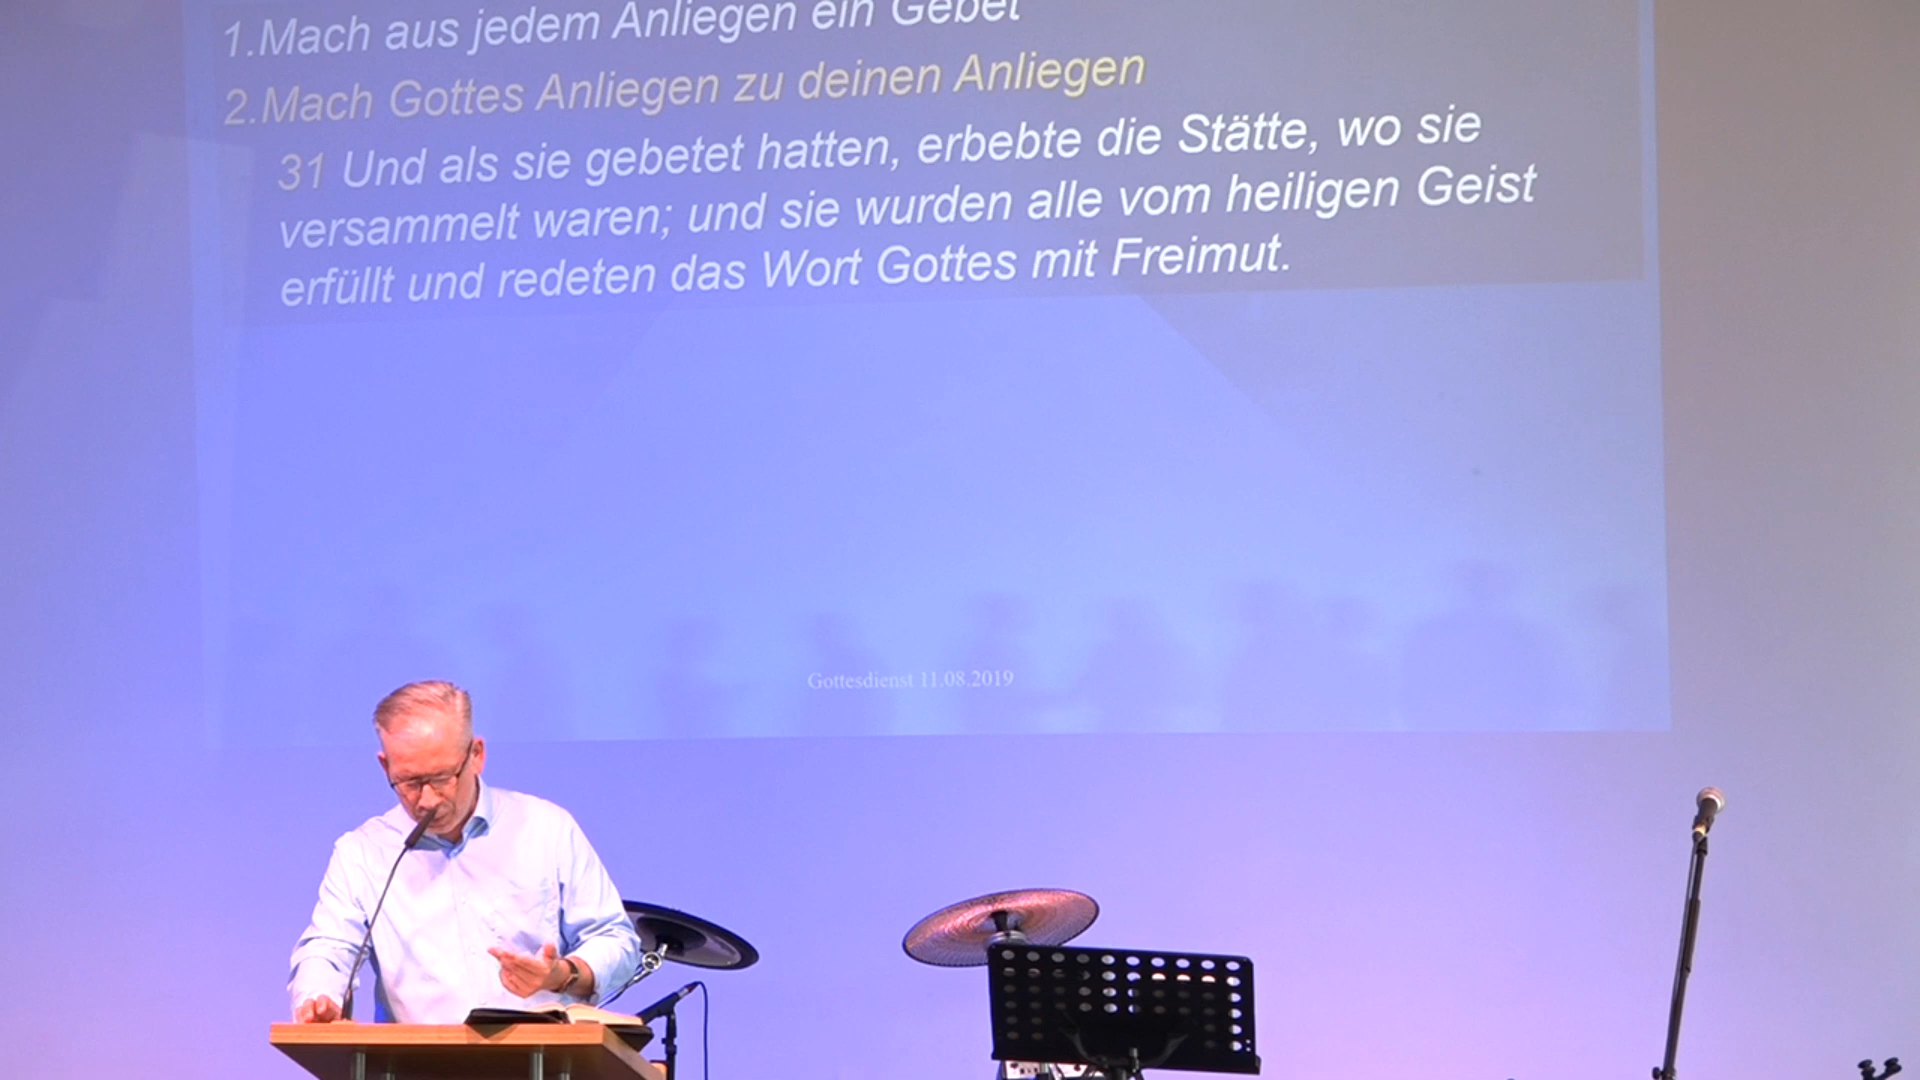 1.Mach aus jedem Anliegen ein Gebet
2.Mach Gottes Anliegen zu deinen Anliegen
31 Und als sie gebetet hatten, erbebte die Stätte, wo sie
versammelt waren; und sie wurden alle vom heiligen Geist
erfüllt und redeten das Wort Gottes mit Freimut.
Gottesdienst 11.08.2019